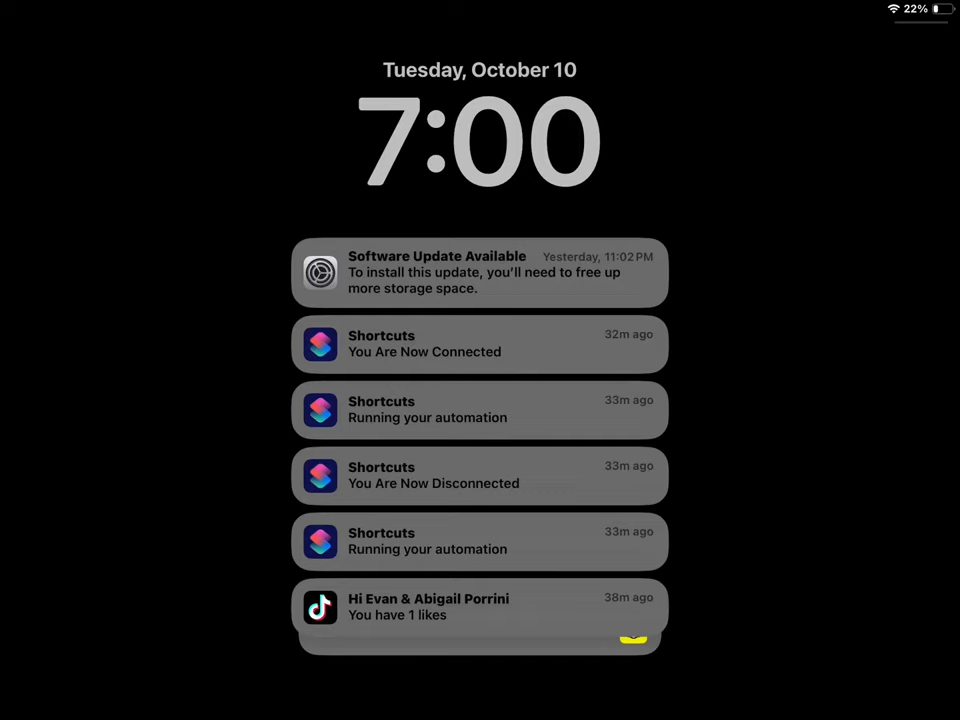 22%
Tuesday, October 10
7:00
Software Update Available Yesterday, 11:02 PM
To install this update, you'll need to free up
more storage space.
Shortcuts 32m ago
You Are Now Connected
Shortcuts 33m ago
Running your automation
Shortcuts 33m ago
You Are Now Disconnected
Shortcuts 33m ago
Running your automation
Hi Evan & Abigail Porrini 38m ago
You have 1 likes